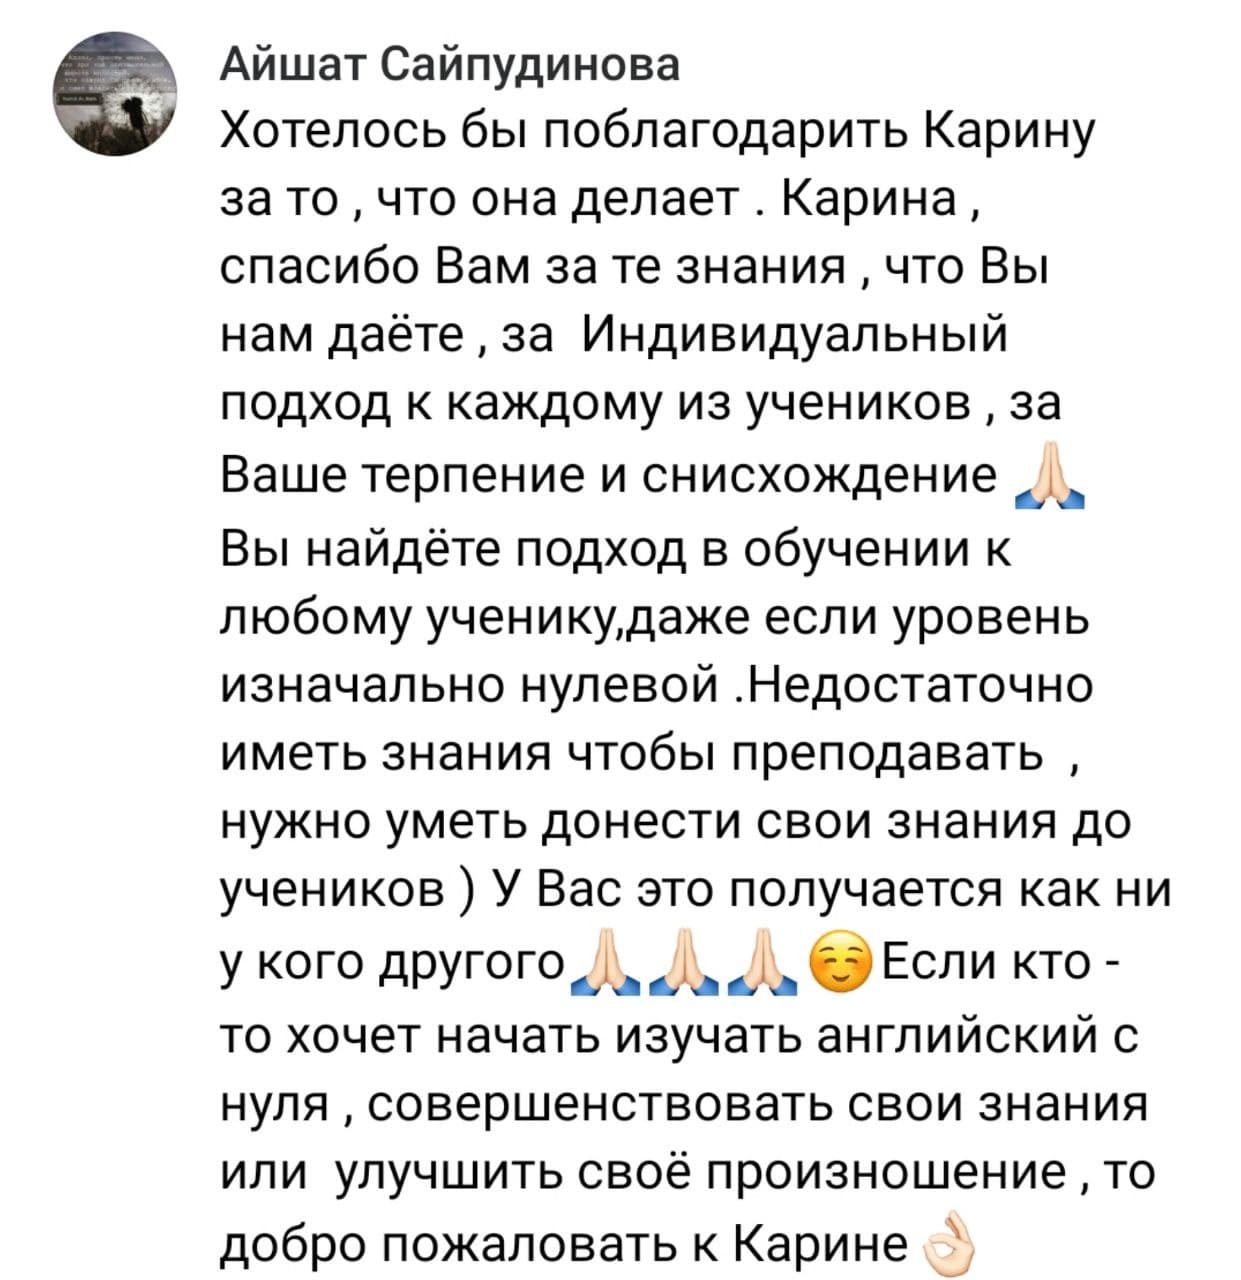 Айшат Сайпудинова
Хотелось бы поблагодарить Карину
за то , что она делает . Карина ,
спасибо Вам за те знания , что Вы
нам даёте , за  Индивидуальный
подход к каждому из учеников , за
Ваше терпение и снисхождение 🙏🏻
Вы найдёте подход в обучении к
любому ученику,даже если уровень
изначально нулевой .Недостаточно
иметь знания чтобы преподавать  ,
нужно уметь донести свои знания до
учеников ) У Вас это получается как ни
у кого другого🙏🏻🙏🏻🙏🏻☺️Если кто -
то хочет начать изучать английский с
нуля , совершенствовать свои знания
или  улучшить своё произношение , то
добро пожаловать к Карине👌🏻